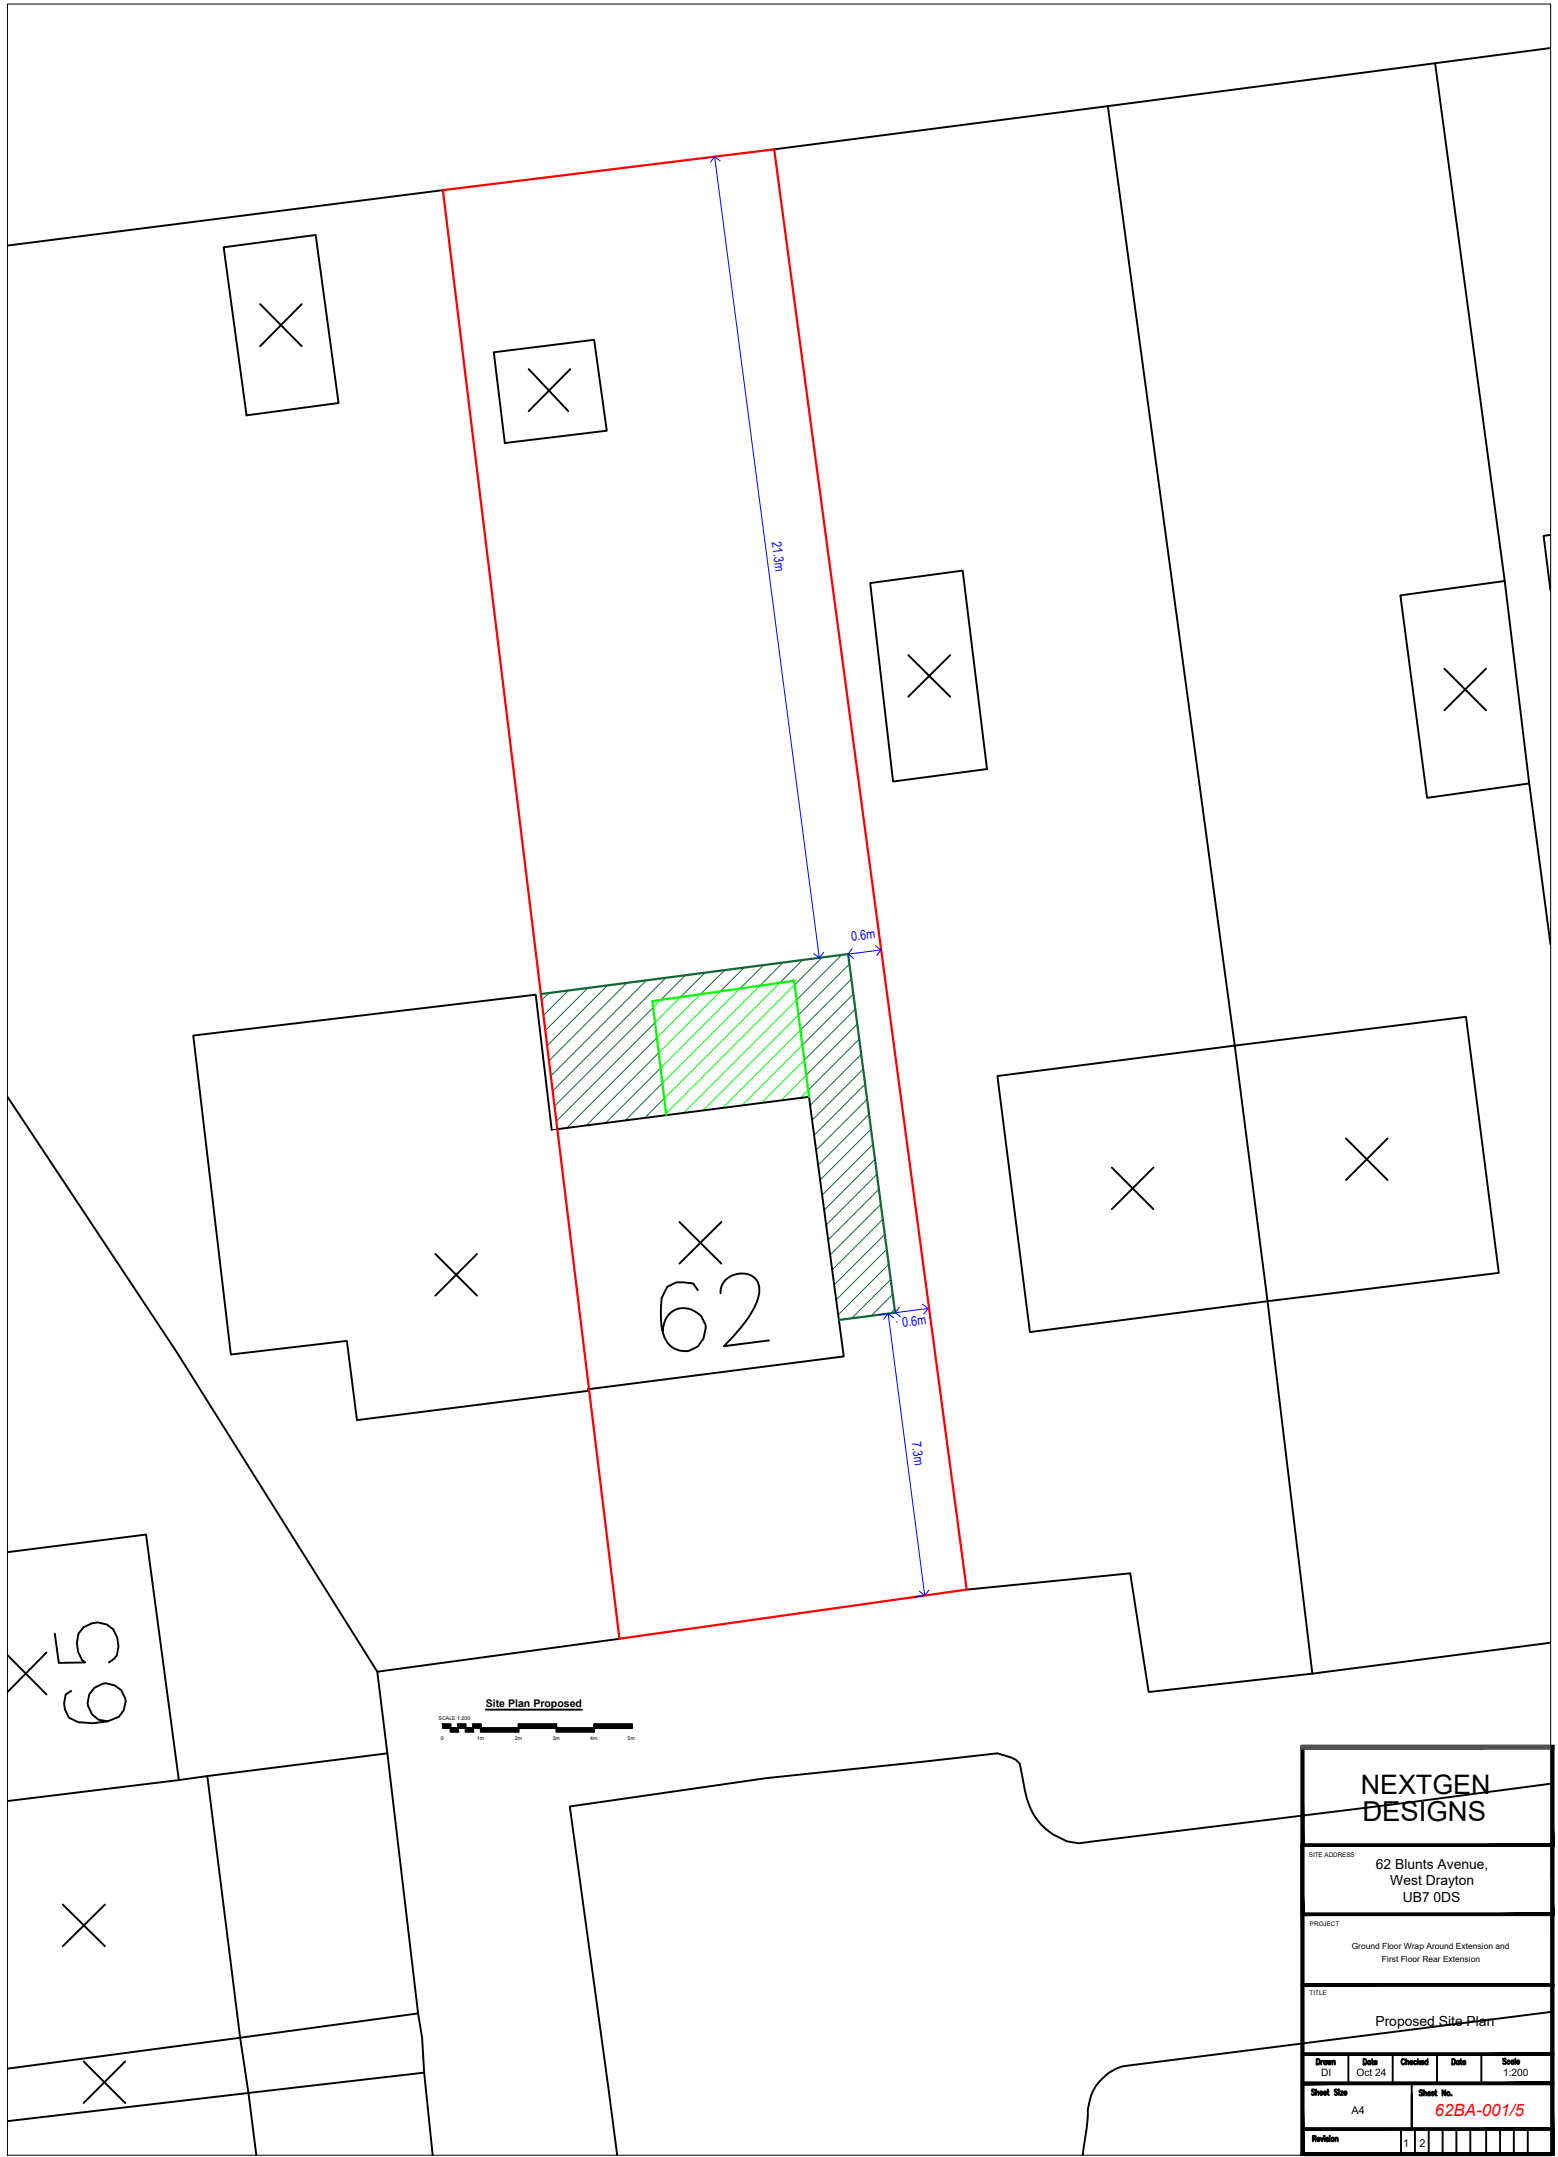 21.3m
0.6m
62
0.6m
7.3m
65
Site Plan Proposed
SCALE 1:200
0 1m 2m 3m 4m 5m
NEXTGEN
DESIGNS
SITE ADDRESS
62 Blunts Avenue,
West Drayton
UB7 0DS
PROJECT
Ground Floor Wrap Around Extension and
First Floor Rear Extension
TITLE
Proposed Site Plan
Drawn Date Checked Date Scale
DI Oct 24 1:200
Sheet Size Sheet No.
A4 62BA-001/5
Revision 1 2